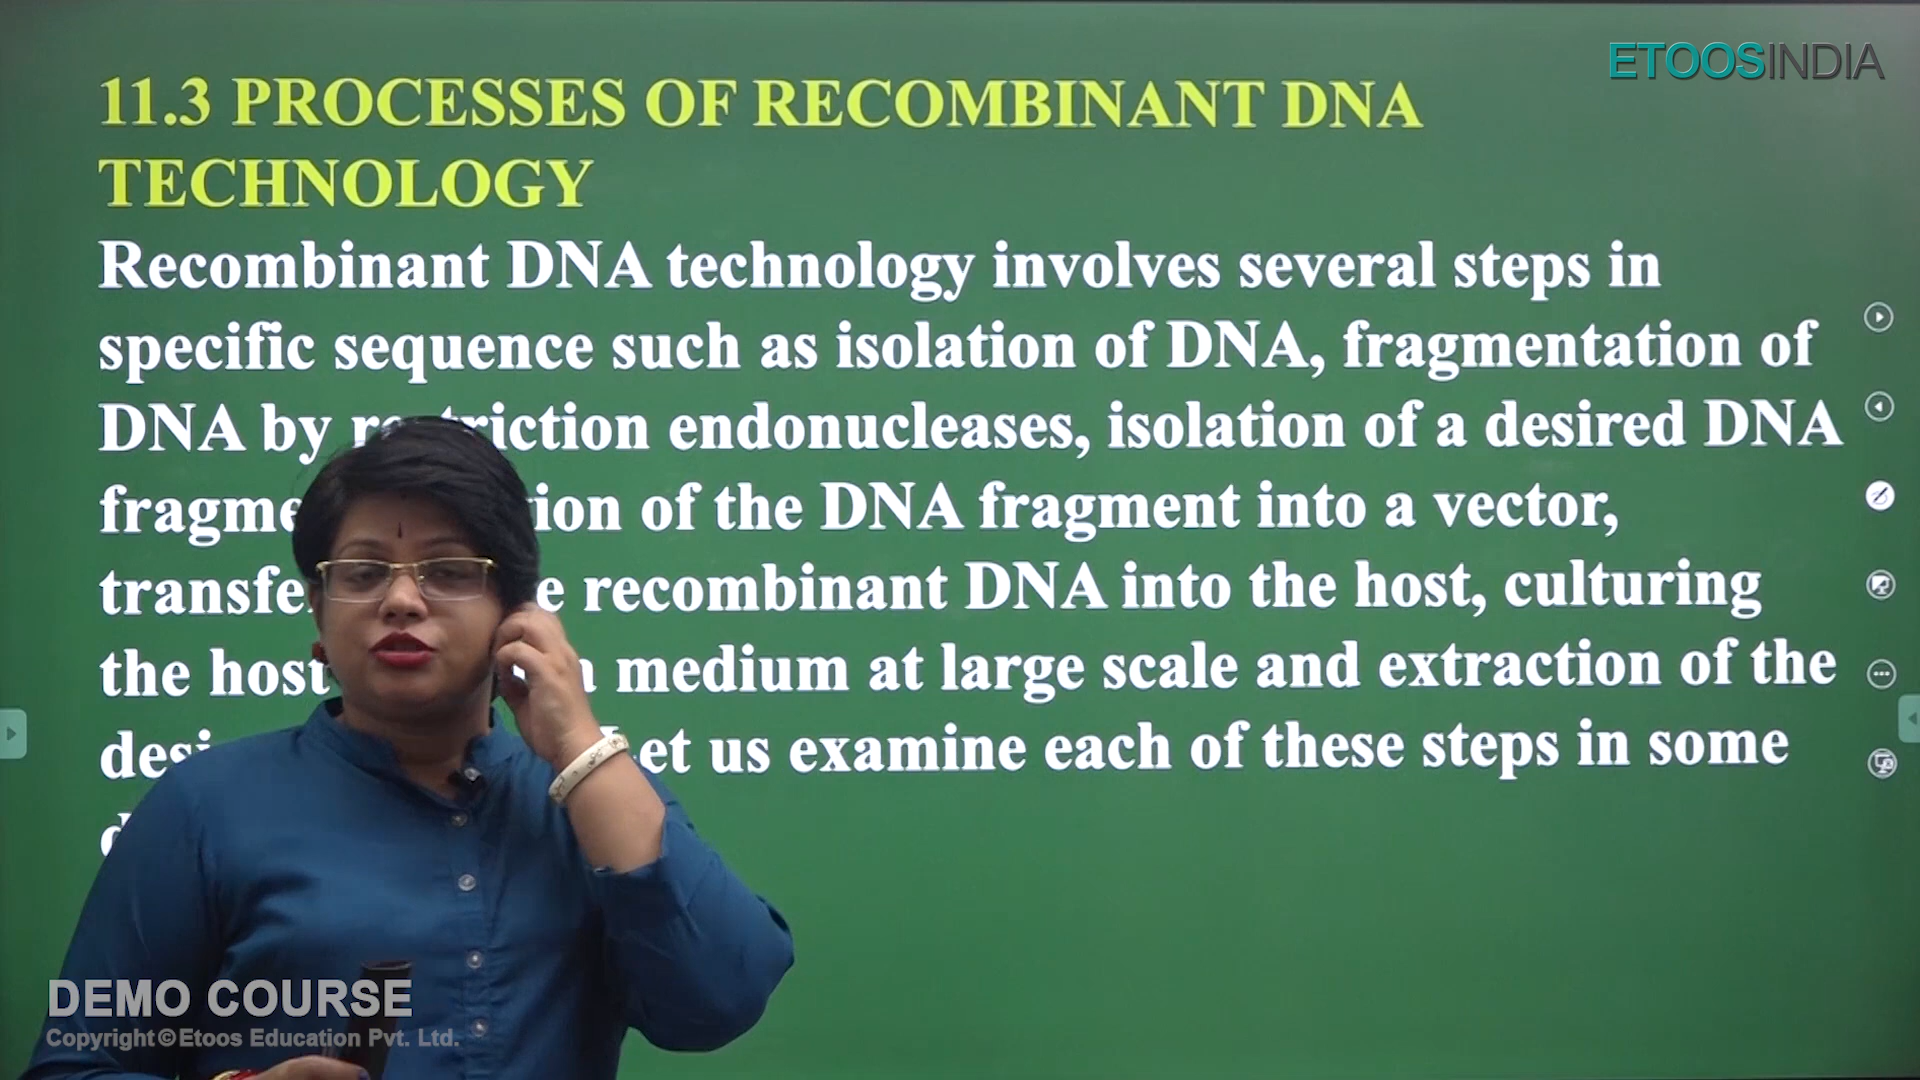 ETOOSINDIA
11.3 PROCESSES OF RECOMBINANT DNA
TECHNOLOGY
Recombinant DNA technology involves several steps in
specific sequence such as isolation of DNA, fragmentation of
DNA by restriction endonucleases, isolation of a desired DNA
of the DNA fragment into a vector,
recombinant DNA into the host, culturing
the host medium at large scale and extraction of the
Let us examine each of these steps in some
DEMO COURSE
Copyright©Etoos Education Pvt. Ltd.